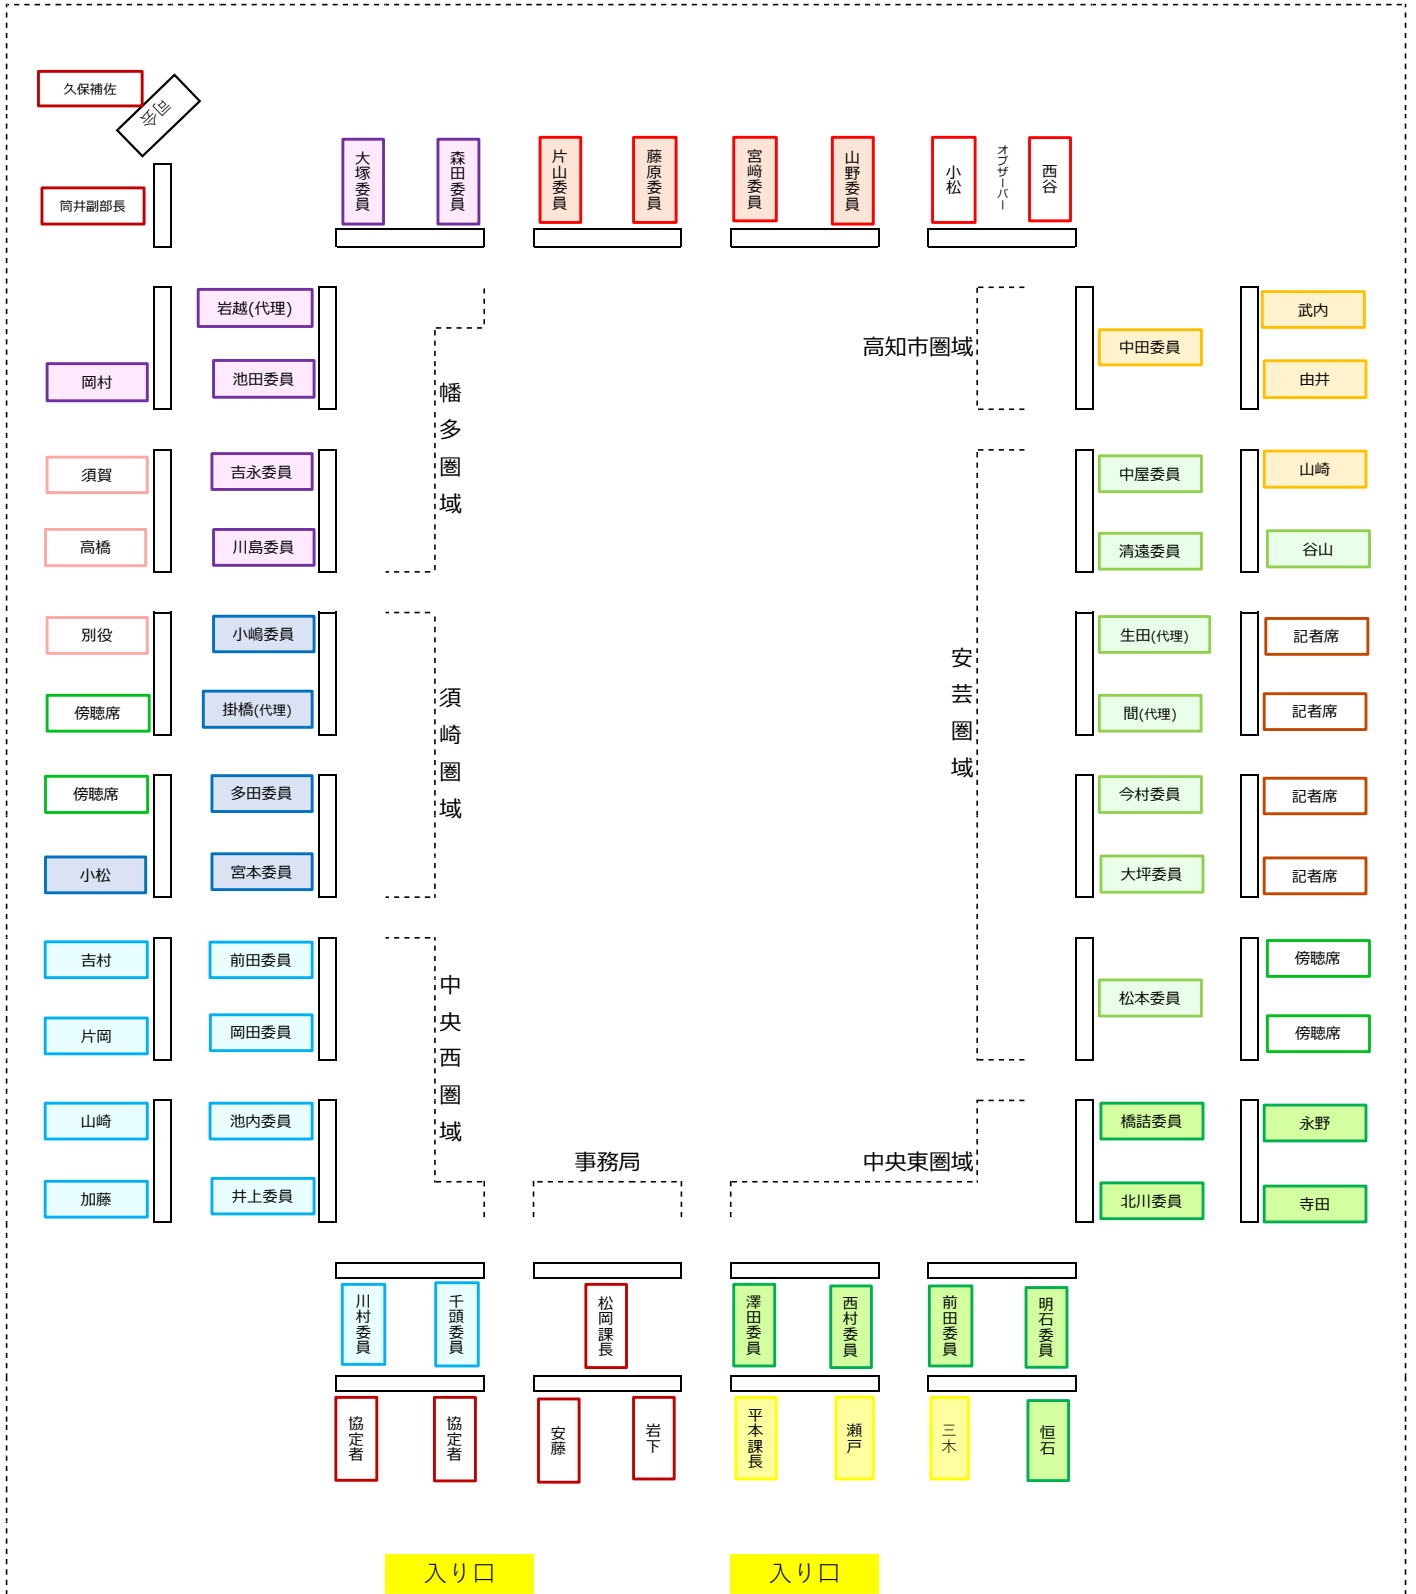 久保補佐
司会
筒井副部長
大塚委員
森田委員
片山委員
藤原委員
宮﨑委員
山野委員
小松
オブザーバー
西谷
岩越(代理)
岡村
池田委員
幡多圏域
須賀
吉永委員
高橋
川島委員
別役
小嶋委員
傍聴席
掛橋(代理)
須崎圏域
傍聴席
多田委員
小松
宮本委員
吉村
前田委員
片岡
岡田委員
中央西圏域
山崎
池内委員
加藤
井上委員
高知市圏域
中田委員
武内
由井
中屋委員
山崎
清遠委員
谷山
安芸圏域
生田(代理)
記者席
間(代理)
記者席
今村委員
記者席
大坪委員
記者席
松本委員
傍聴席
傍聴席
中央東圏域
橋詰委員
永野
北川委員
寺田
事務局
川村委員
千頭委員
松岡課長
澤田委員
西村委員
前田委員
明石委員
協定者
協定者
安藤
岩下
平本課長
瀬戸
三木
恒石
入り口
入り口